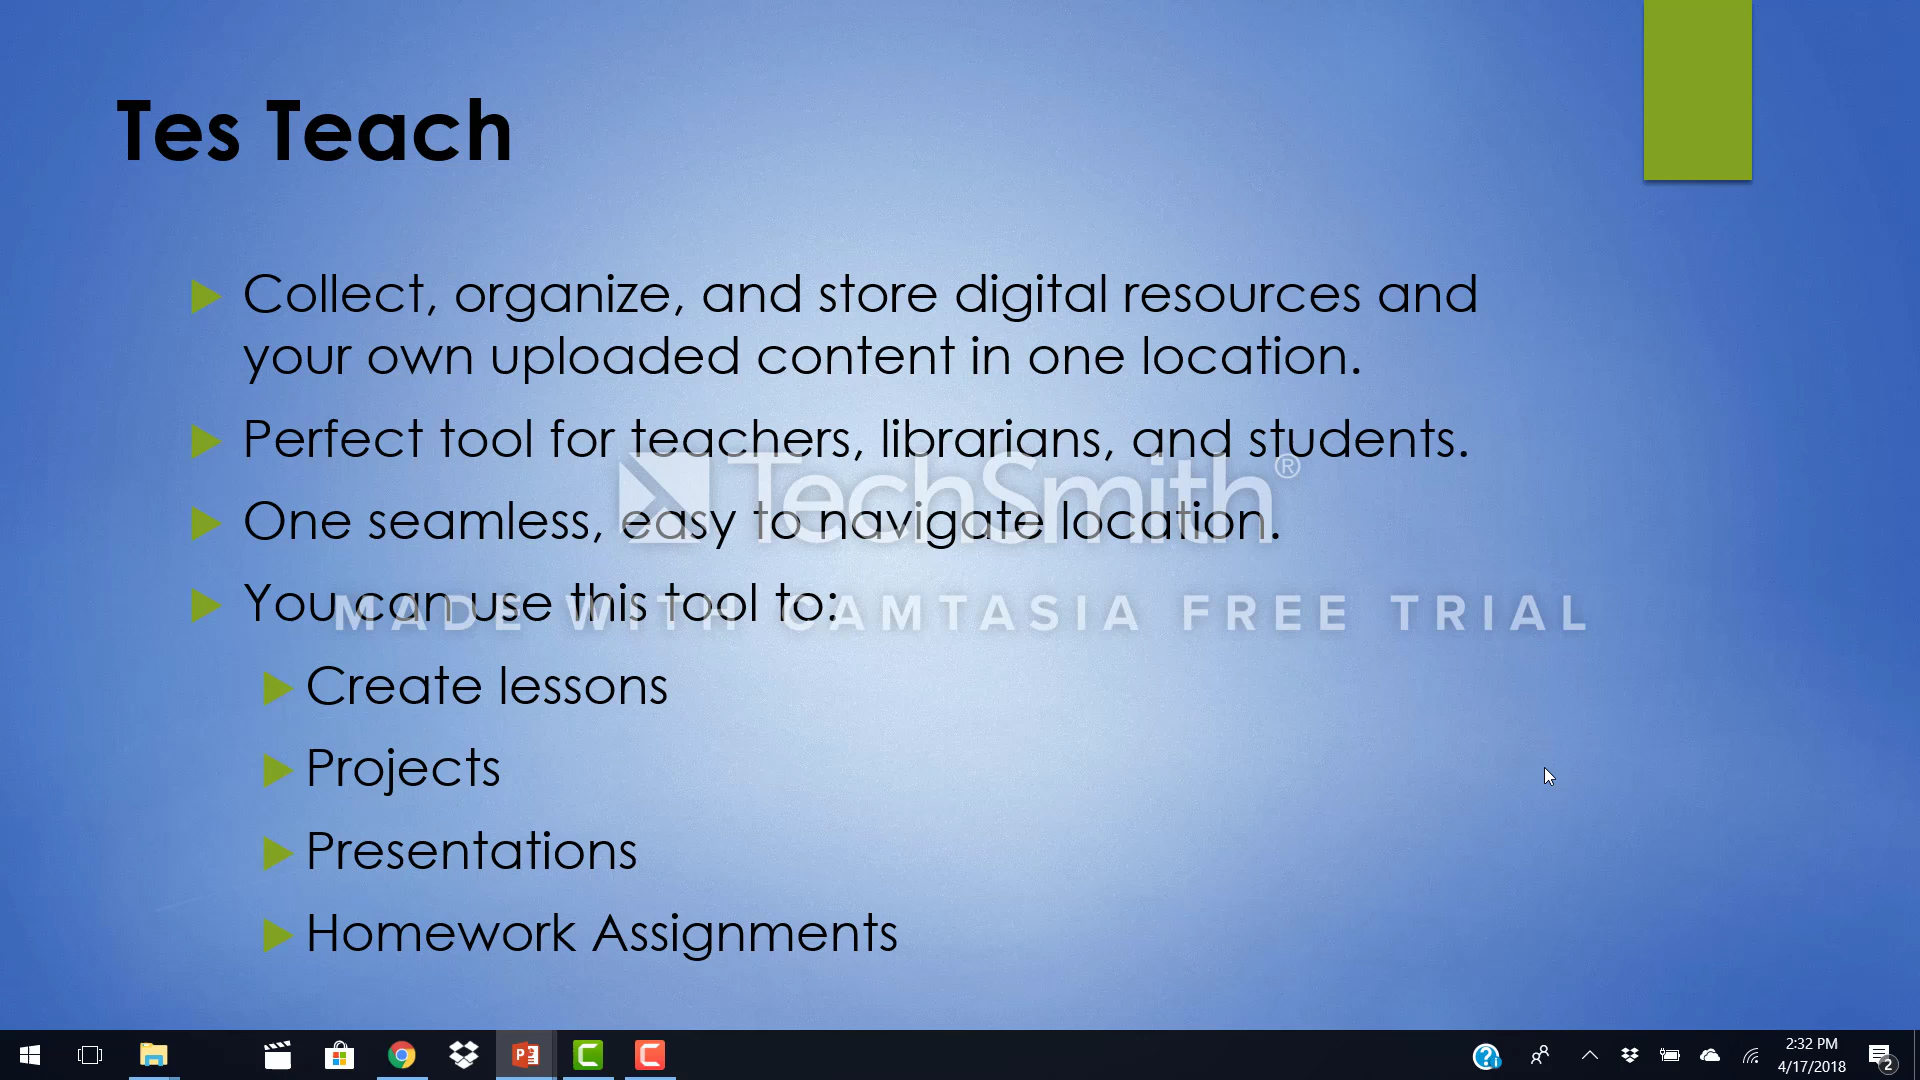 Tes Teach
Collect, organize, and store digital resources and
your own uploaded content in one location.
Perfect tool for teachers, librarians, and students.
TechSmith®
One seamless, easy to navigate location.
You can use this tool to:
MADE WITH CAMTASIA FREE TRIAL
Create lessons
Projects
Presentations
Homework Assignments
2:32 PM
4/17/2018
2